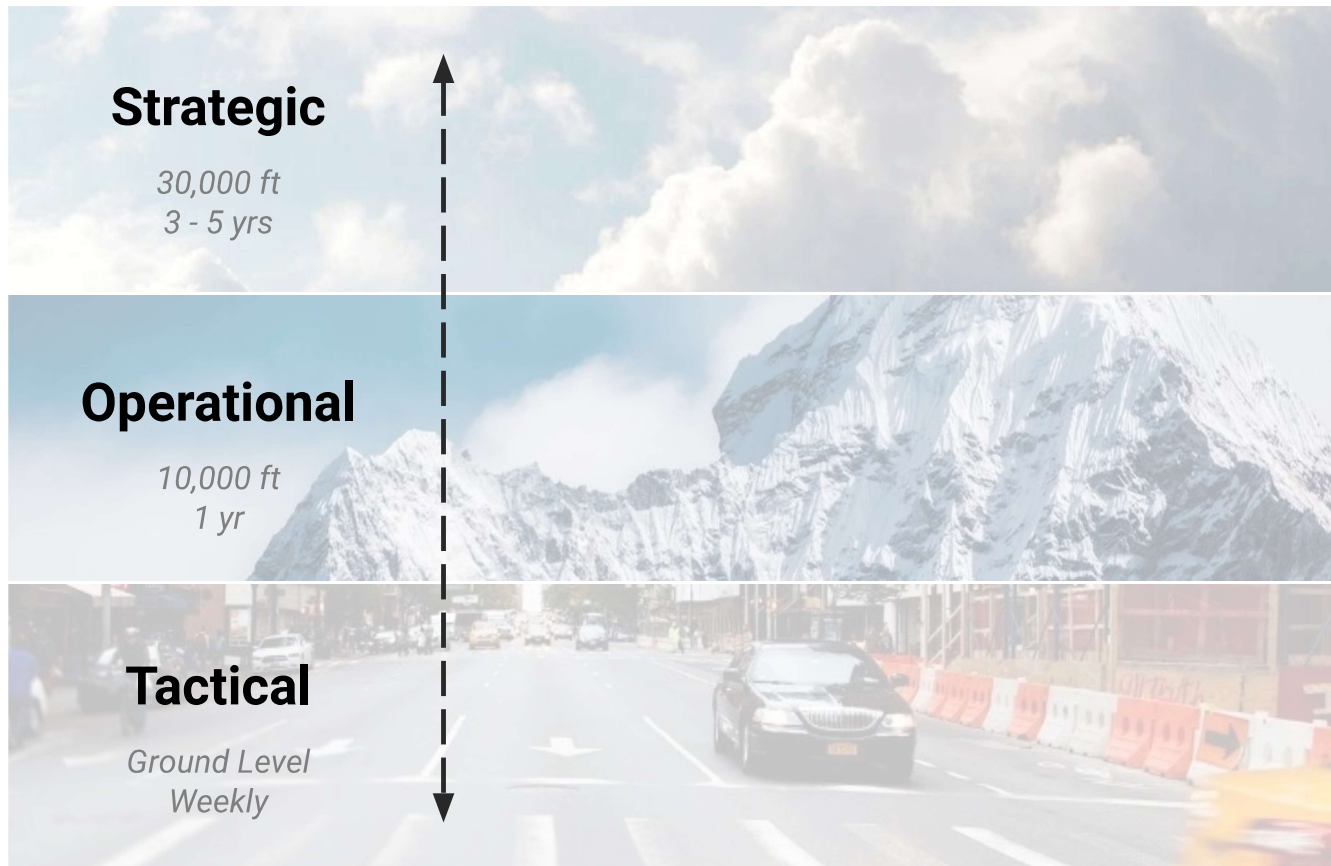 Strategic
30,000 ft
3 - 5 yrs
Operational
10,000 ft
1 yr
Tactical
Ground Level
Weekly